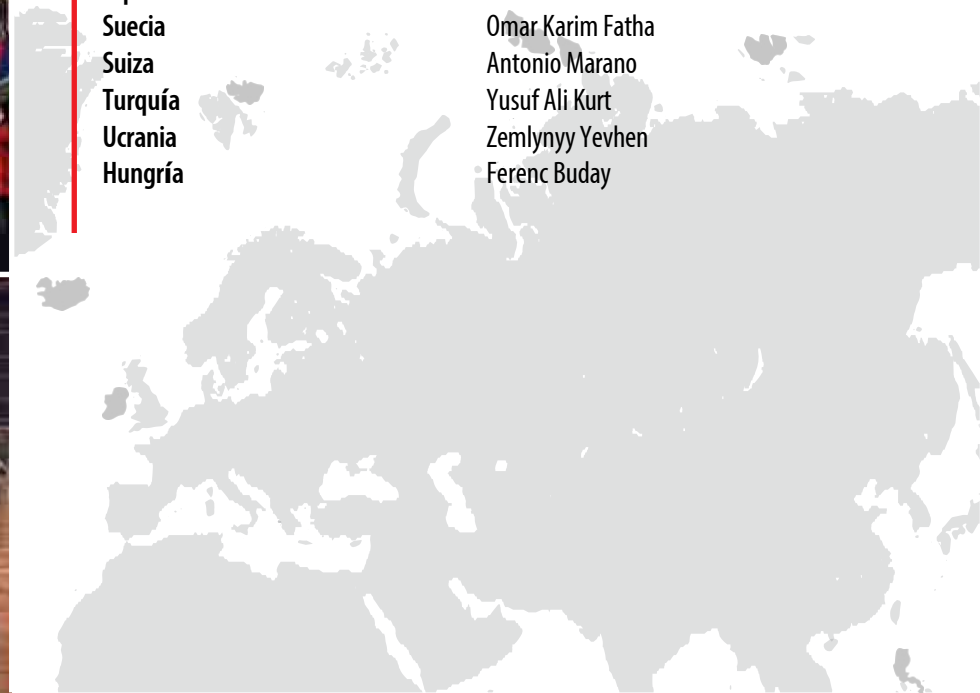 Suecia Omar Karim Fatha
Suiza Antonio Marano
Turquía Yusuf Ali Kurt
Ucrania Zemlynyy Yevhen
Hungría Ferenc Buday